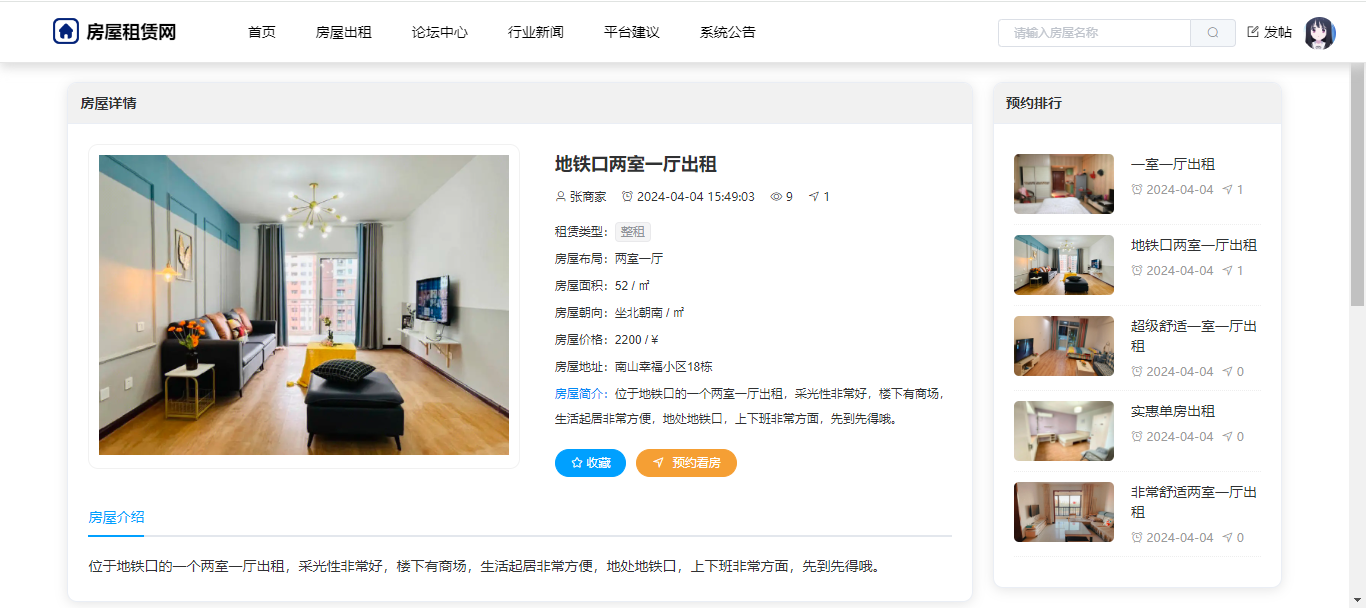 房屋租赁网
首页
房屋出租
论坛中心
行业新闻
平台建议
系统公告
请输入房屋名称
发帖
房屋详情
地铁口两室一厅出租
张商家 2024-04-04 15:49:03 9 1
租赁类型： 整租
房屋布局：两室一厅
房屋面积：52 / ㎡
房屋朝向：坐北朝南 / ㎡
房屋价格：2200 / ¥
房屋地址：南山幸福小区18栋
房屋简介：位于地铁口的一个两室一厅出租，采光性非常好，楼下有商场，
生活起居非常方便，地处地铁口，上下班非常方面，先到先得哦。
收藏
预约看房
房屋介绍
位于地铁口的一个两室一厅出租，采光性非常好，楼下有商场，生活起居非常方便，地处地铁口，上下班非常方面，先到先得哦。
预约排行
一室一厅出租
2024-04-04 1
地铁口两室一厅出租
2024-04-04 1
超级舒适一室一厅出
租
2024-04-04 0
实惠单房出租
2024-04-04 0
非常舒适两室一厅出
租
2024-04-04 0